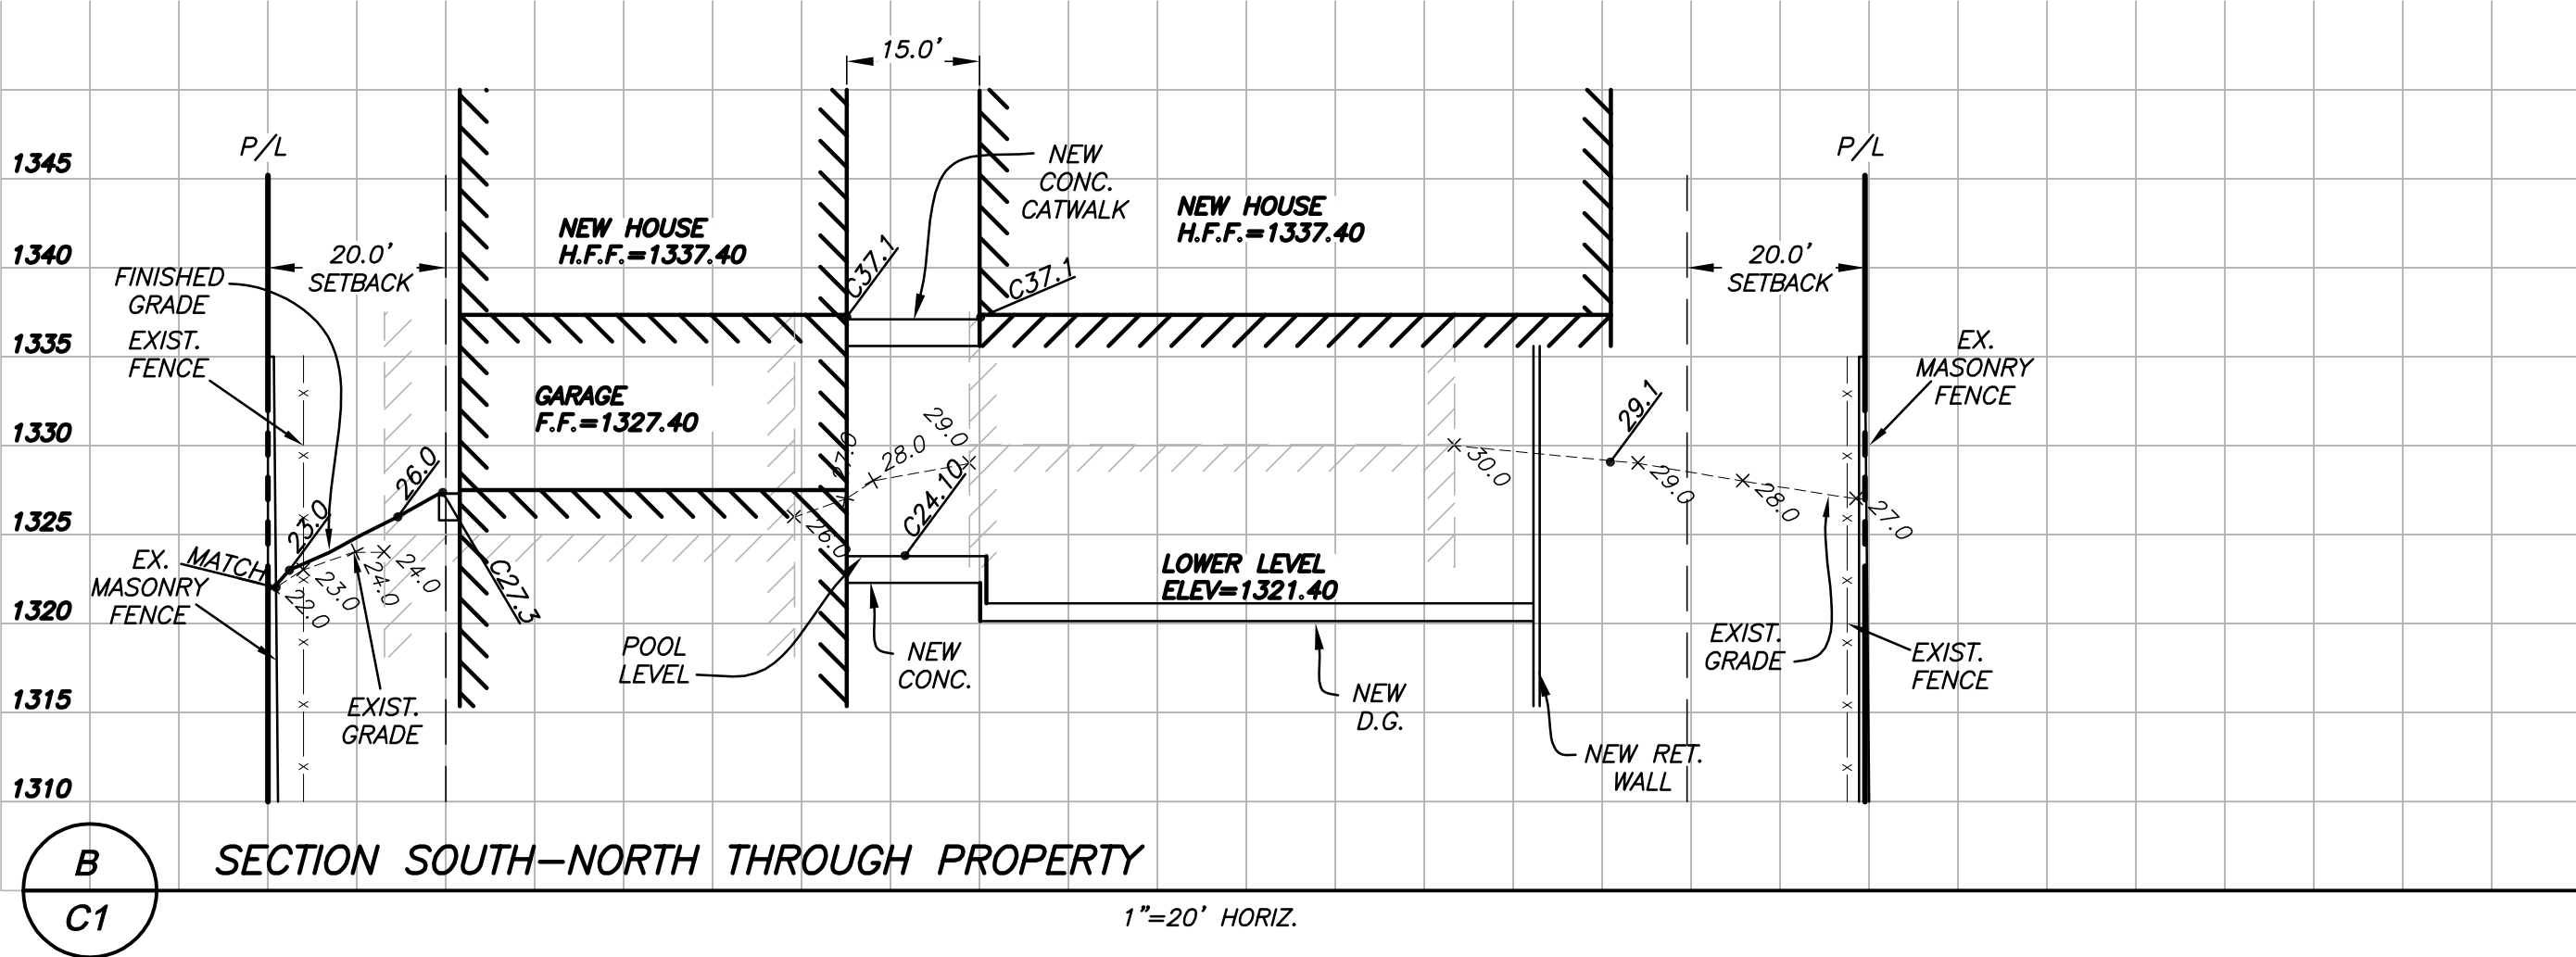 15.0'
P/L
P/L
1345
NEW
CONC.
CATWALK
NEW HOUSE
H.F.F.=1337.40
NEW HOUSE
H.F.F.=1337.40
1340
20.0'
SETBACK
20.0'
SETBACK
C37.1
C37.1
FINISHED
GRADE
EXIST.
FENCE
1335
EX.
MASONRY
FENCE
GARAGE
F.F.=1327.40
29.1
1330
26.0
27.0
28.0
29.0
C24.10
30.0
29.0
28.0
27.0
1325
23.0
26.0
EX.
MASONRY
FENCE
MATCH
22.0
23.0
24.0
24.0
C27.3
LOWER LEVEL
ELEV=1321.40
1320
POOL
LEVEL
NEW
CONC.
EXIST.
GRADE
EXIST.
FENCE
1315
EXIST.
GRADE
NEW
D.G.
NEW RET.
WALL
1310
B
C1
SECTION SOUTH-NORTH THROUGH PROPERTY
1"=20' HORIZ.